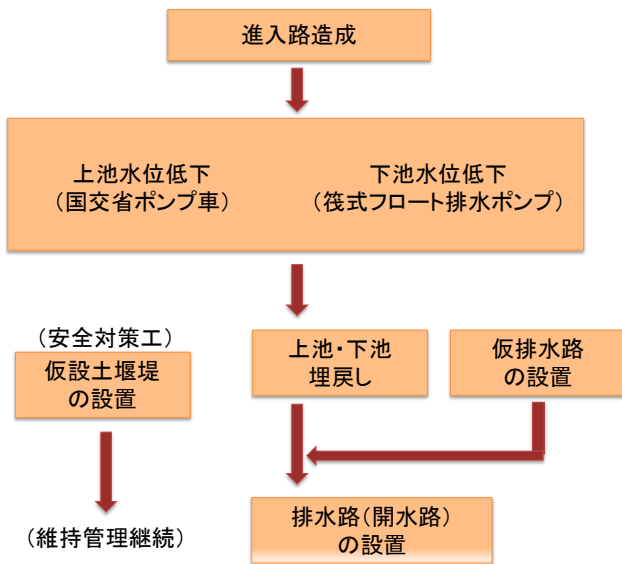 進入路造成
上池水位低下
（国交省ポンプ車）
下池水位低下
（筏式フロート排水ポンプ）
（安全対策工）
仮設土堰堤
の設置
上池・下池
埋戻し
仮排水路
の設置
（維持管理継続）
排水路（開水路）
の設置